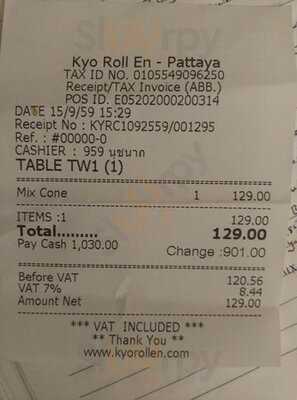 Kyo Roll En - Pattaya
TAX ID NO. 0105549096250
Receipt/TAX Invoice (ABB.)
POS ID. E05202000200314
DATE 15/9/59 15:29
Receipt No : KYRC1092559/001295
Ref. : #00000-0
CASHIER : 959 นุชนาถ
TABLE TW1 (1)
Mix Cone 1 129.00
ITEMS :1 129.00
Total......... 129.00
Pay Cash 1,030.00 Change :901.00
Before VAT 120.56
VAT 7% 8.44
Amount Net 129.00
*** VAT INCLUDED ***
** Thank You **
www.kyorollen.com